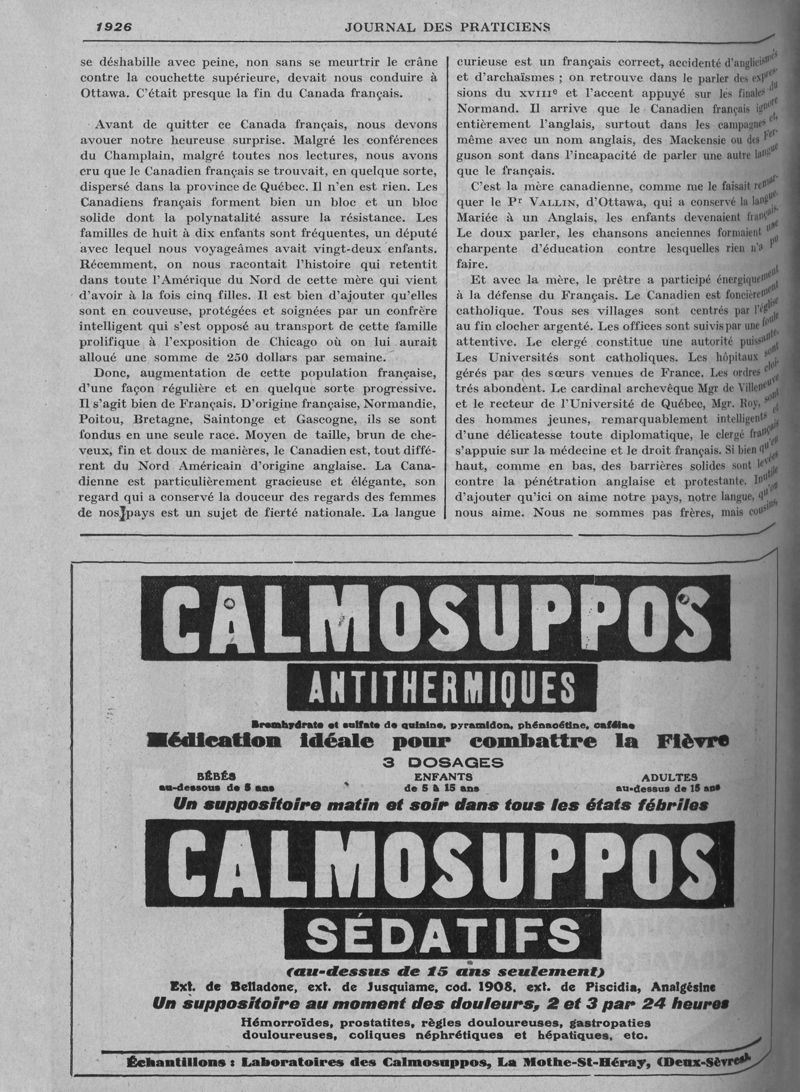 1926
JOURNAL DES PRATICIENS
se déshabille avec peine, non sans se meurtrir le crâne
contre la couchette supérieure, devait nous conduire à
Ottawa. C'était presque la fin du Canada français.
Avant de quitter ce Canada français, nous devons
avouer notre heureuse surprise. Malgré les conférences
du Champlain, malgré toutes nos lectures, nous avons
cru que le Canadien français se trouvait, en quelque sorte,
dispersé dans la province de Québec. Il n'en est rien. Les
Canadiens français forment bien un bloc et un bloc
solide dont la polynatalité assure la résistance. Les
familles de huit à dix enfants sont fréquentes, un député
avec lequel nous voyageâmes avait vingt-deux enfants.
Récemment, on nous racontait l'histoire qui retentit
dans toute l'Amérique du Nord de cette mère qui vient
d'avoir à la fois cinq filles. Il est bien d'ajouter qu'elles
sont en couveuse, protégées et soignées par un confrère
intelligent qui s'est opposé au transport de cette famille
prolifique à l'exposition de Chicago où on lui aurait
alloué une somme de 250 dollars par semaine.
Donc, augmentation de cette population française,
d'une façon régulière et en quelque sorte progressive.
Il s'agit bien de Français. D'origine française, Normandie,
Poitou, Bretagne, Saintonge et Gascogne, ils se sont
fondus en une seule race. Moyen de taille, brun de che-
veux, fin et doux de manières, le Canadien est, tout diffé-
rent du Nord Américain d'origine anglaise. La Cana-
dienne est particulièrement gracieuse et élégante, son
regard qui a conservé la douceur des regards des femmes
de nos pays est un sujet de fierté nationale. La langue
curieuse est un français correct, accidenté d'anglicismes
et d'archaïsmes ; on retrouve dans le parler des expres-
sions du XVIIIe et l'accent appuyé sur les finales du
Normand. Il arrive que le Canadien français ignore
entièrement l'anglais, surtout dans les campagnes et,
même avec un nom anglais, des Mackensie ou des Fer-
guson sont dans l'incapacité de parler une autre langue
que le français.
C'est la mère canadienne, comme me le faisait remar-
quer le Pr VALLIN, d'Ottawa, qui a conservé la langue.
Mariée à un Anglais, les enfants devenaient français.
Le doux parler, les chansons anciennes formaient une
charpente d'éducation contre lesquelles rien n'a pu
faire.
Et avec la mère, le prêtre a participé énergiquement
à la défense du Français. Le Canadien est foncièrement
catholique. Tous ses villages sont centrés par l'église
au fin clocher argenté. Les offices sont suivis par une foule
attentive. Le clergé constitue une autorité puissante.
Les Universités sont catholiques. Les hôpitaux sont
gérés par des sœurs venues de France. Les ordres cloî-
trés abondent. Le cardinal archevêque Mgr de Villeneuve
et le recteur de l'Université de Québec, Mgr. Roy, sont
des hommes jeunes, remarquablement intelligents et
d'une délicatesse toute diplomatique, le clergé français
s'appuie sur la médecine et le droit français. Si bien qu'en
haut, comme en bas, des barrières solides sont levées
contre la pénétration anglaise et protestante. Inutile
d'ajouter qu'ici on aime notre pays, notre langue, qu'on
nous aime. Nous ne sommes pas frères, mais cousins,
CALMOSUPPOS
ANTITHERMIQUES
Bromhydrate et sulfate de quinine, pyramidon, phénacétine, caféine
Médication idéale pour combattre la Fièvre
3 DOSAGES
BÉBÉS ENFANTS ADULTES
au-dessous de 5 ans de 5 à 15 ans au-dessus de 15 ans
Un suppositoire matin et soir dans tous les états fébriles
CALMOSUPPOS
SÉDATIFS
(au-dessus de 15 ans seulement)
Ext. de Belladone, ext. de Jusquiame, cod. 1908, ext. de Piscidia, Analgésine
Un suppositoire au moment des douleurs, 2 et 3 par 24 heures
Hémorroïdes, prostatites, règles douloureuses, gastropaties
douloureuses, coliques néphrétiques et hépatiques, etc.
Échantillons : Laboratoires des Calmosuppos, La Mothe-St-Héray, (Deux-Sèvres)